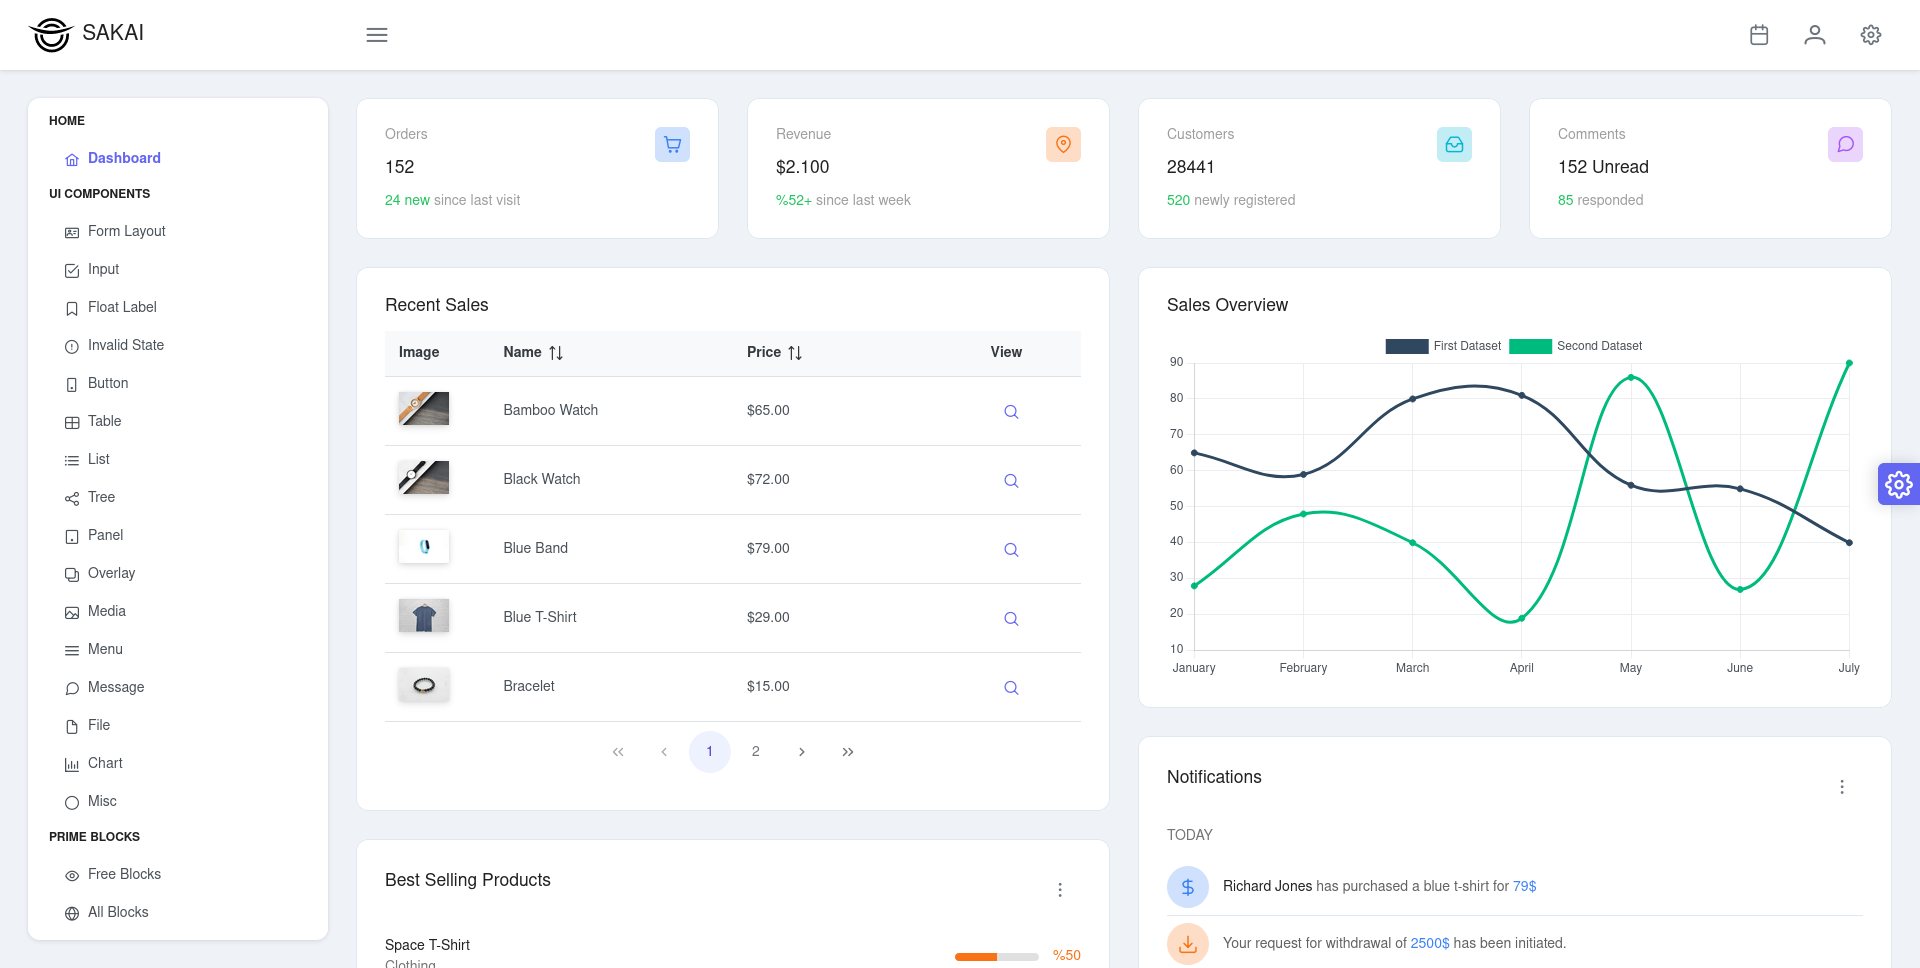 SAKAI
HOME
Dashboard
UI COMPONENTS
Form Layout
Input
Float Label
Invalid State
Button
Table
List
Tree
Panel
Overlay
Media
Menu
Message
File
Chart
Misc
PRIME BLOCKS
Free Blocks
All Blocks
Orders
152
24 new since last visit
Revenue
$2.100
%52+ since last week
Customers
28441
520 newly registered
Comments
152 Unread
85 responded
Recent Sales
Image Name Price View
Bamboo Watch $65.00
Black Watch $72.00
Blue Band $79.00
Blue T-Shirt $29.00
Bracelet $15.00
1 2
Best Selling Products
Space T-Shirt
Clothing
%50
Sales Overview
First Dataset Second Dataset
90
80
70
60
50
40
30
20
10
January February March April May June July
Notifications
TODAY
Richard Jones has purchased a blue t-shirt for 79$
Your request for withdrawal of 2500$ has been initiated.